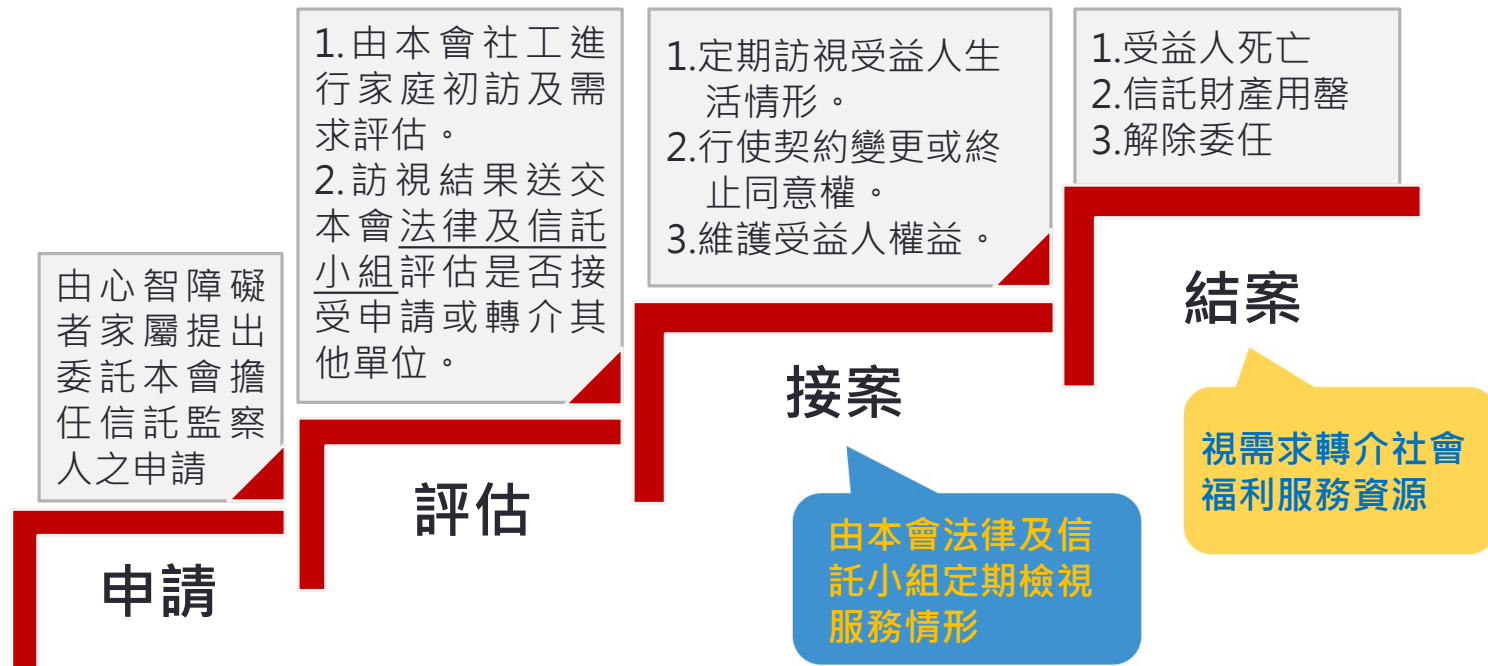 由心智障礙
者家屬提出
委託本會擔
任信託監察
人之申請
申請
1.由本會社工進
行家庭初訪及需
求評估。
2.訪視結果送交
本會法律及信託
小組評估是否接
受申請或轉介其
他單位。
評估
1.定期訪視受益人生
活情形。
2.行使契約變更或終
止同意權。
3.維護受益人權益。
接案
由本會法律及信
託小組定期檢視
服務情形
1.受益人死亡
2.信託財產用罄
3.解除委任
結案
視需求轉介社會
福利服務資源